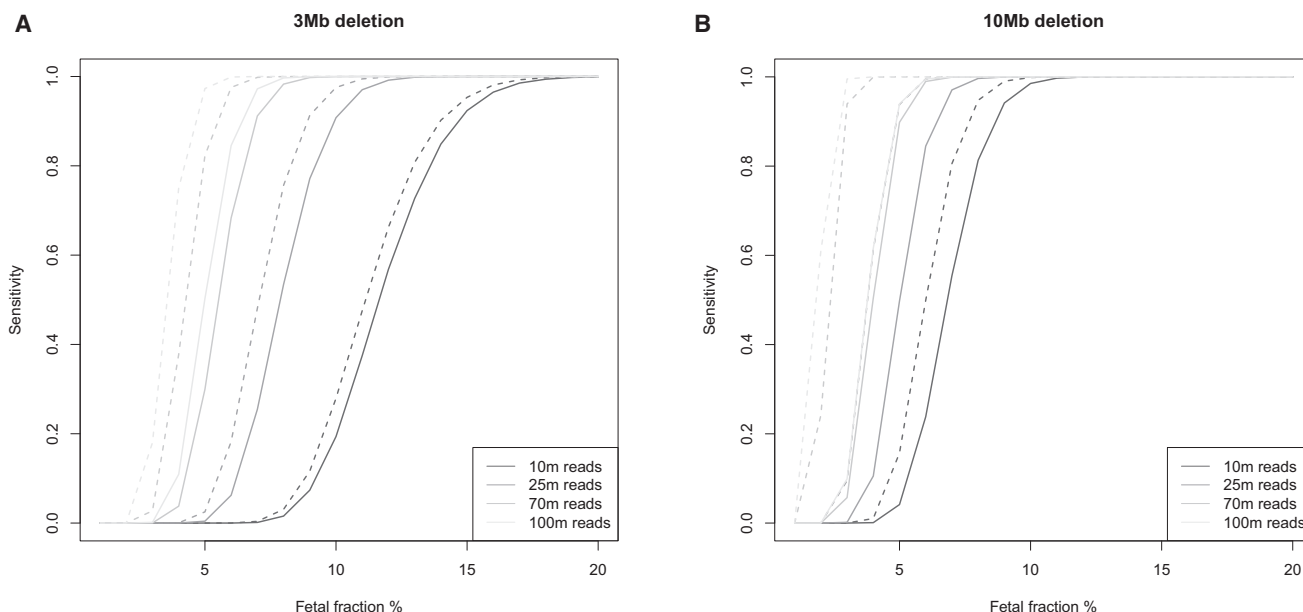 A
3Mb deletion
Sensitivity
1.0
0.8
0.6
0.4
0.2
0.0
5
10
15
20
Fetal fraction %
10m reads
25m reads
70m reads
100m reads
B
10Mb deletion
Sensitivity
1.0
0.8
0.6
0.4
0.2
0.0
5
10
15
20
Fetal fraction %
10m reads
25m reads
70m reads
100m reads